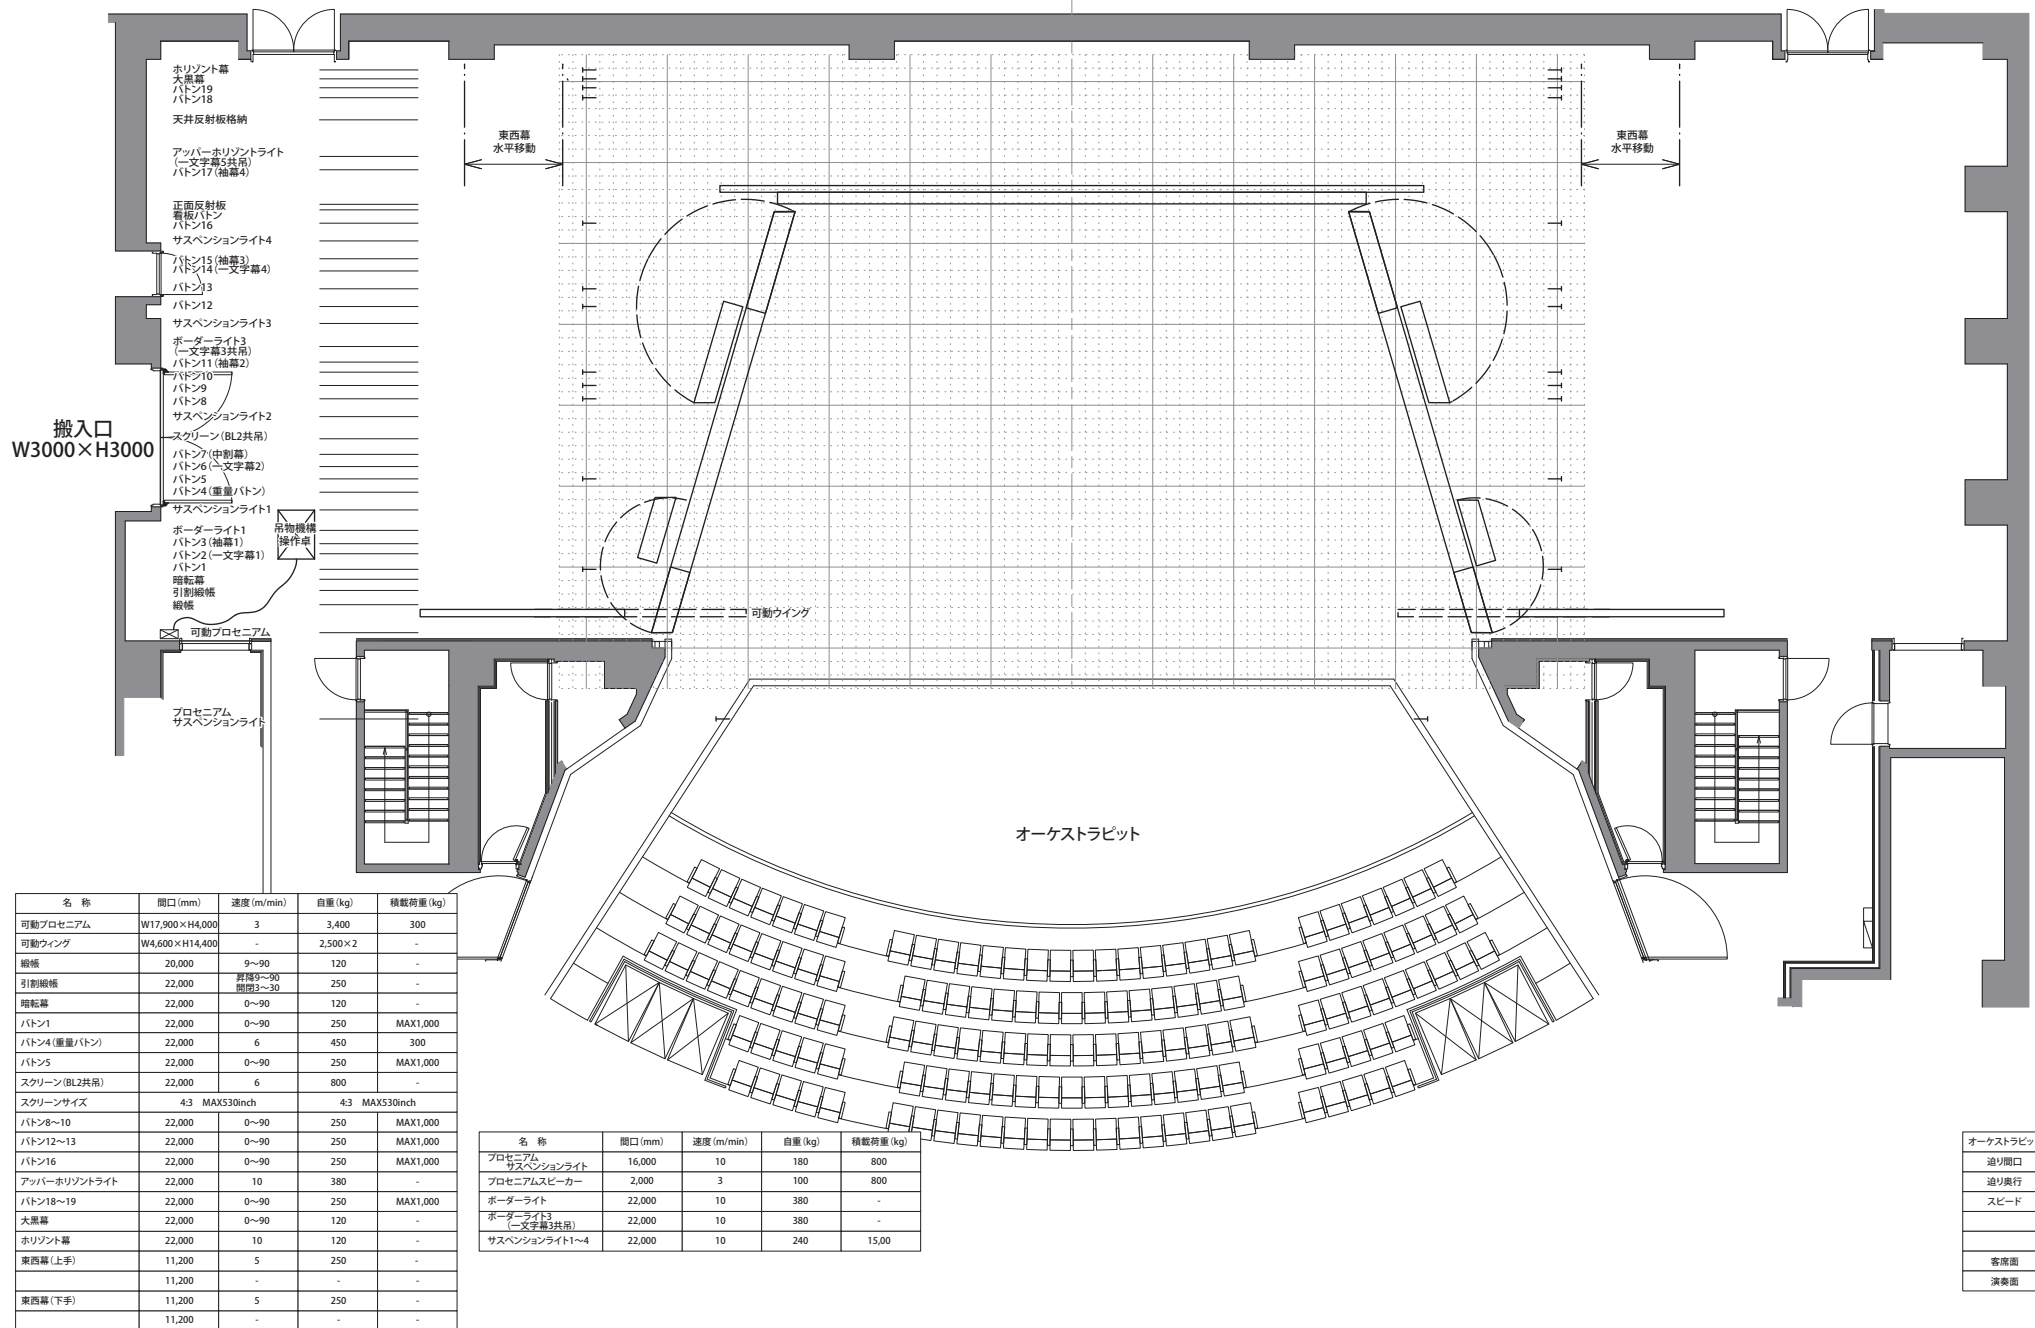 ホリゾント幕
大黒幕
バトン19
バトン18
天井反射板格納
アッパーホリゾントライト
(一文字幕5共吊)
バトン17(袖幕4)
正面反射板
看板バトン
バトン16
サスペンションライト4
バトン15(袖幕3)
バトン14(一文字幕4)
バトン13
バトン12
サスペンションライト3
ボーダーライト3
(一文字幕3共吊)
バトン11(袖幕2)
バトン10
バトン9
バトン8
サスペンションライト2
スクリーン(BL2共吊)
バトン7(中割幕)
バトン6(一文字幕2)
バトン5
バトン4(重量バトン)
サスペンションライト1
ボーダーライト1
バトン3(袖幕1)
バトン2(一文字幕1)
バトン1
暗転幕
引割緞帳
緞帳
可動プロセニアム
プロセニアム
サスペンションライト
搬入口
W3000×H3000
吊物機構
操作卓
東西幕
水平移動
東西幕
水平移動
可動ウイング
オーケストラピット
名 称 間口(mm) 速度(m/min) 自重(kg) 積載荷重(kg)
可動プロセニアム W17,900×H4,000 3 3,400 300
可動ウィング W4,600×H14,400 - 2,500×2 -
緞帳 20,000 9〜90 120 -
引割緞帳 22,000 昇降9〜90 開閉3〜30 250 -
暗転幕 22,000 0〜90 120 -
バトン1 22,000 0〜90 250 MAX1,000
バトン4(重量バトン) 22,000 6 450 300
バトン5 22,000 0〜90 250 MAX1,000
スクリーン(BL2共吊) 22,000 6 800 -
スクリーンサイズ 4:3 MAX530inch 4:3 MAX530inch
バトン8〜10 22,000 0〜90 250 MAX1,000
バトン12〜13 22,000 0〜90 250 MAX1,000
バトン16 22,000 0〜90 250 MAX1,000
アッパーホリゾントライト 22,000 10 380 -
バトン18〜19 22,000 0〜90 250 MAX1,000
大黒幕 22,000 0〜90 120 -
ホリゾント幕 22,000 10 120 -
東西幕(上手) 11,200 5 250 -
11,200 - - -
東西幕(下手) 11,200 5 250 -
11,200 - - -
名 称 間口(mm) 速度(m/min) 自重(kg) 積載荷重(kg)
プロセニアム サスペンションライト 16,000 10 180 800
プロセニアムスピーカー 2,000 3 100 800
ボーダーライト 22,000 10 380 -
ボーダーライト3 (一文字幕3共吊) 22,000 10 380 -
サスペンションライト1〜4 22,000 10 240 15,00
オーケストラピッ
迫り間口
迫り奥行
スピード
客席面
演奏面